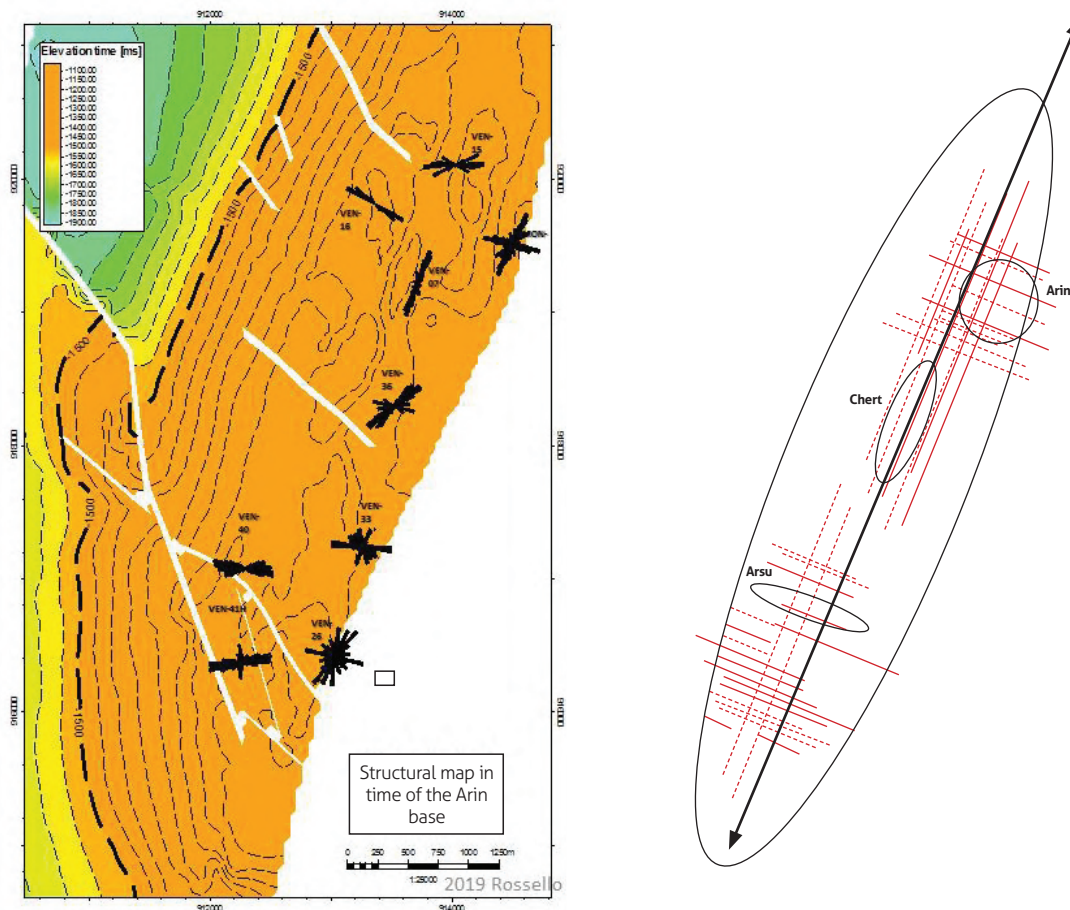 912000
914000
Elevation time [ms]
-1100.00
-1150.00
-1200.00
-1250.00
-1300.00
-1350.00
-1400.00
-1450.00
-1500.00
-1550.00
-1600.00
-1650.00
-1700.00
-1750.00
-1800.00
-1850.00
-1900.00
-1500
VEN-
15
VEN-
16
-1500
VEN-
07
-1500
VEN-
36
VEN-
33
VEN-
40
-1500
VEN-41H
VEN-
26
-1500
Structural map in
time of the Arin
base
0 250 500 750 1000 1250m
1:25000
2019 Rossello
912000
914000
Arin
Chert
Arsu